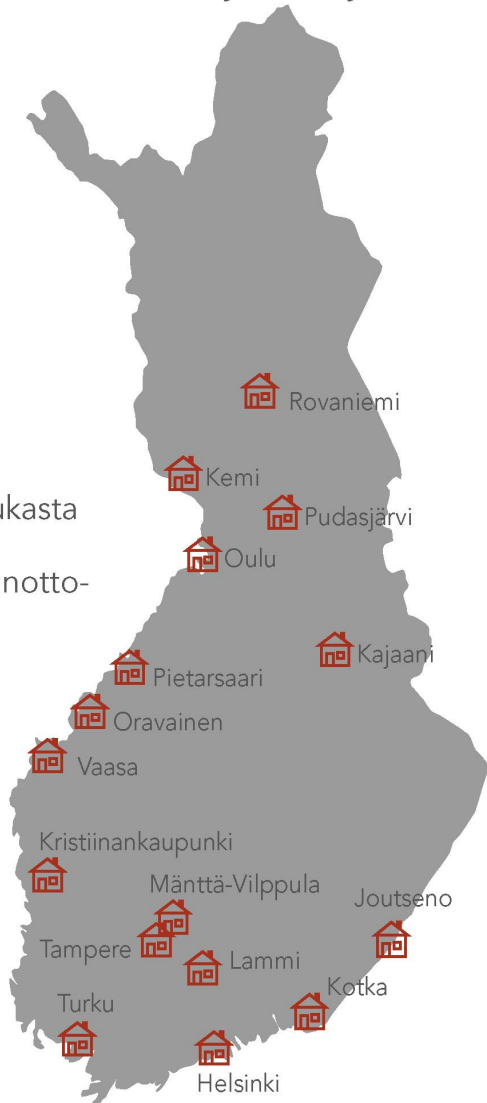 Rovaniemi
Kemi
ukasta
Pudasjärvi
Oulu
notto-
Kajaani
Pietarsaari
Oravainen
Vaasa
Kristiinankaupunki
Mänttä-Vilppula
Joutseno
Tampere
Lammi
Kotka
Turku
Helsinki